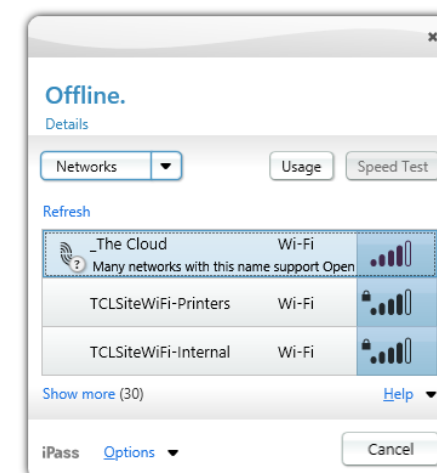 Offline.
Details
Networks Usage Speed Test
Refresh
_The Cloud Wi-Fi
Many networks with this name support Open
TCLSiteWiFi-Printers Wi-Fi
TCLSiteWiFi-Internal Wi-Fi
Show more (30) Help
iPass Options Cancel